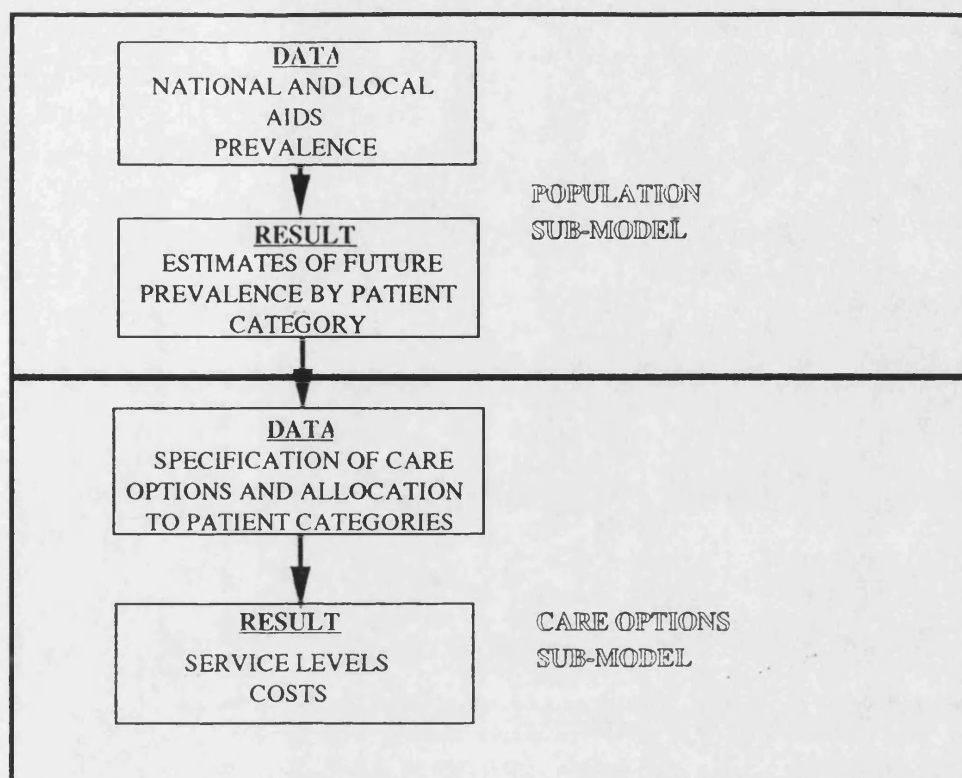 DATA
NATIONAL AND LOCAL
AIDS
PREVALENCE
POPULATION
SUB-MODEL
RESULT
ESTIMATES OF FUTURE
PREVALENCE BY PATIENT
CATEGORY
DATA
SPECIFICATION OF CARE
OPTIONS AND ALLOCATION
TO PATIENT CATEGORIES
RESULT
SERVICE LEVELS
COSTS
CARE OPTIONS
SUB-MODEL